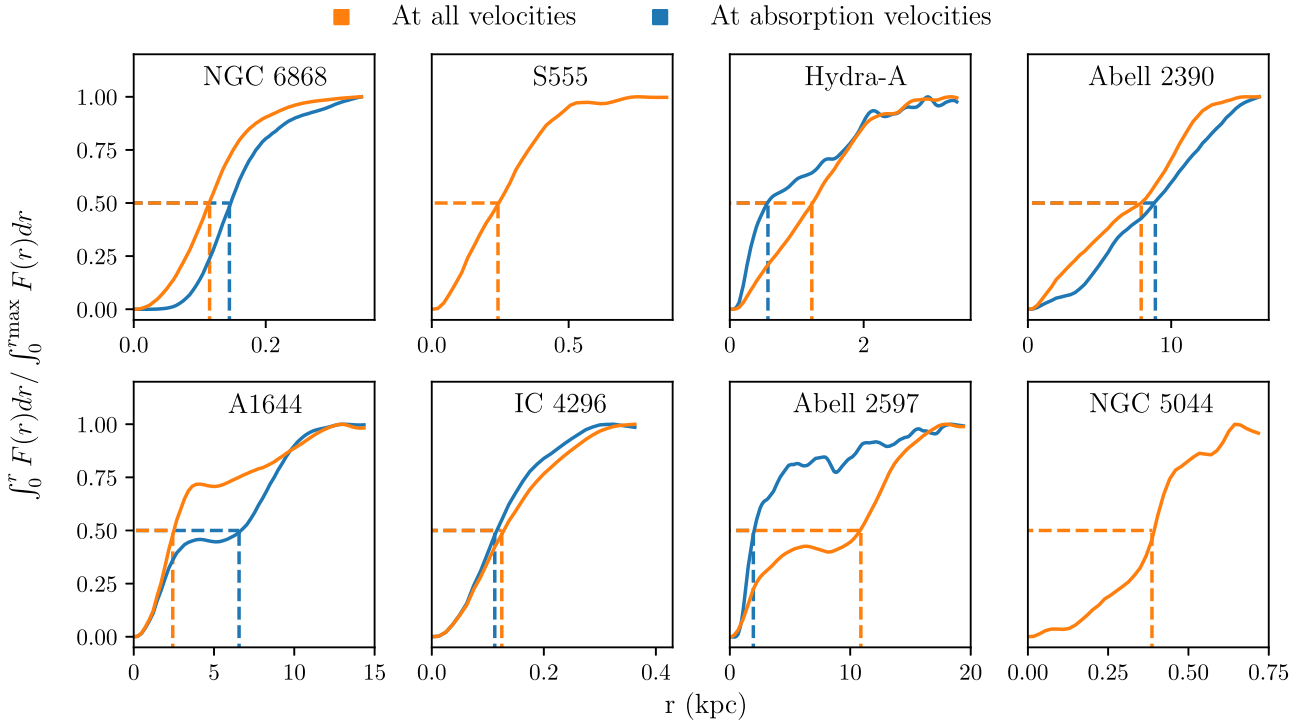 At all velocities At absorption velocities
NGC 6868 S555 Hydra-A Abell 2390
1.00
0.75
0.50
0.25
0.00
0.0 0.2 0.0 0.5 0 2 0 10
∫₀ʳ F(r)dr/ ∫₀ʳᵐᵃˣ F(r)dr
A1644 IC 4296 Abell 2597 NGC 5044
1.00
0.75
0.50
0.25
0.00
0 5 10 15 0.0 0.2 0.4 0 10 20 0.00 0.25 0.50 0.75
r (kpc)